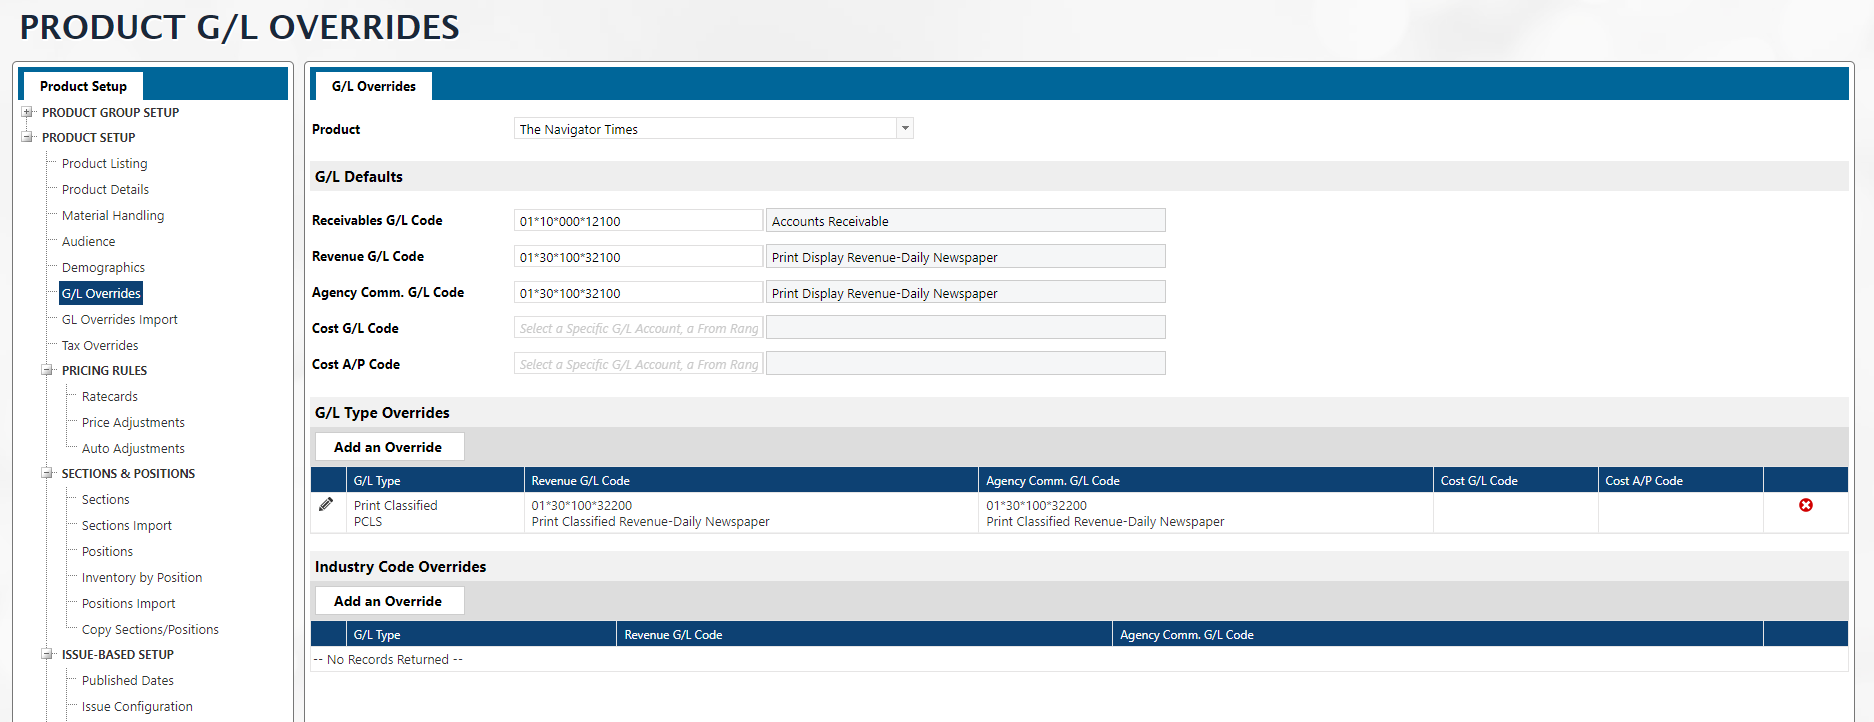 PRODUCT G/L OVERRIDES
Product Setup
PRODUCT GROUP SETUP
PRODUCT SETUP
Product Listing
Product Details
Material Handling
Audience
Demographics
G/L Overrides
GL Overrides Import
Tax Overrides
PRICING RULES
Ratecards
Price Adjustments
Auto Adjustments
SECTIONS & POSITIONS
Sections
Sections Import
Positions
Inventory by Position
Positions Import
Copy Sections/Positions
ISSUE-BASED SETUP
Published Dates
Issue Configuration
G/L Overrides
Product The Navigator Times
G/L Defaults
Receivables G/L Code 01*10*000*12100 Accounts Receivable
Revenue G/L Code 01*30*100*32100 Print Display Revenue-Daily Newspaper
Agency Comm. G/L Code 01*30*100*32100 Print Display Revenue-Daily Newspaper
Cost G/L Code Select a Specific G/L Account, a From Rang
Cost A/P Code Select a Specific G/L Account, a From Rang
G/L Type Overrides
Add an Override
G/L Type Revenue G/L Code Agency Comm. G/L Code Cost G/L Code Cost A/P Code
Print Classified 01*30*100*32200 01*30*100*32200
PCLS Print Classified Revenue-Daily Newspaper Print Classified Revenue-Daily Newspaper
Industry Code Overrides
Add an Override
G/L Type Revenue G/L Code Agency Comm. G/L Code
-- No Records Returned --